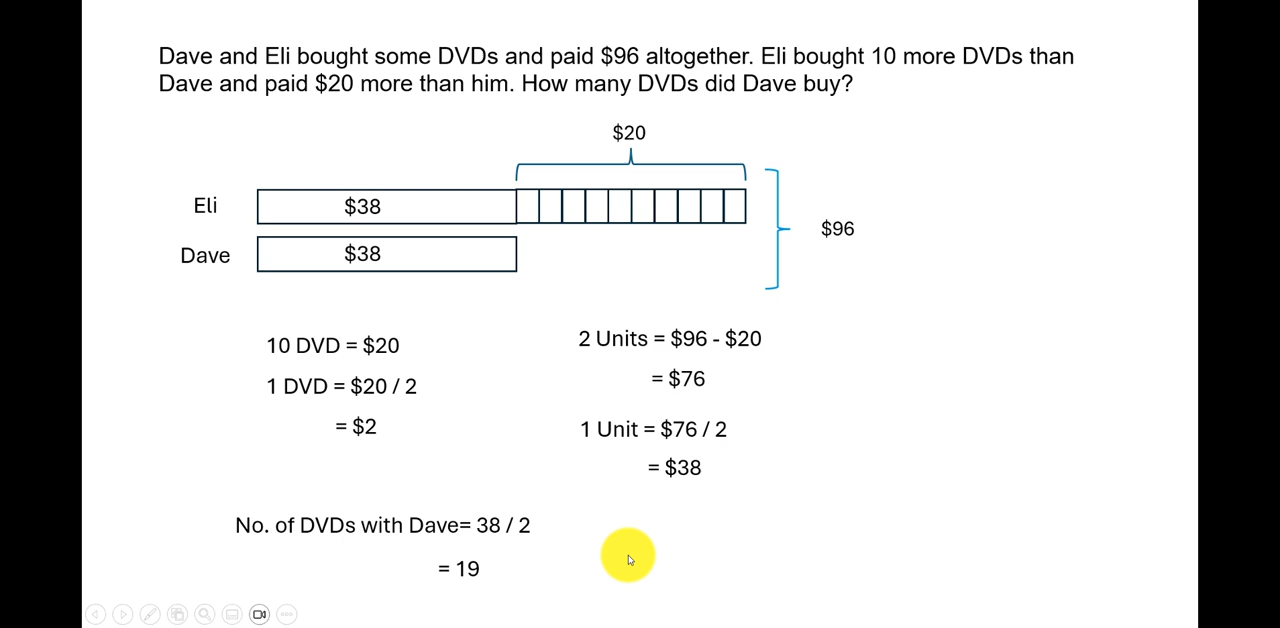 Dave and Eli bought some DVDs and paid $96 altogether. Eli bought 10 more DVDs than
Dave and paid $20 more than him. How many DVDs did Dave buy?
$20
Eli
$38
$96
Dave
$38
10 DVD = $20
1 DVD = $20 / 2
= $2
2 Units = $96 - $20
= $76
1 Unit = $76 / 2
= $38
No. of DVDs with Dave= 38 / 2
= 19